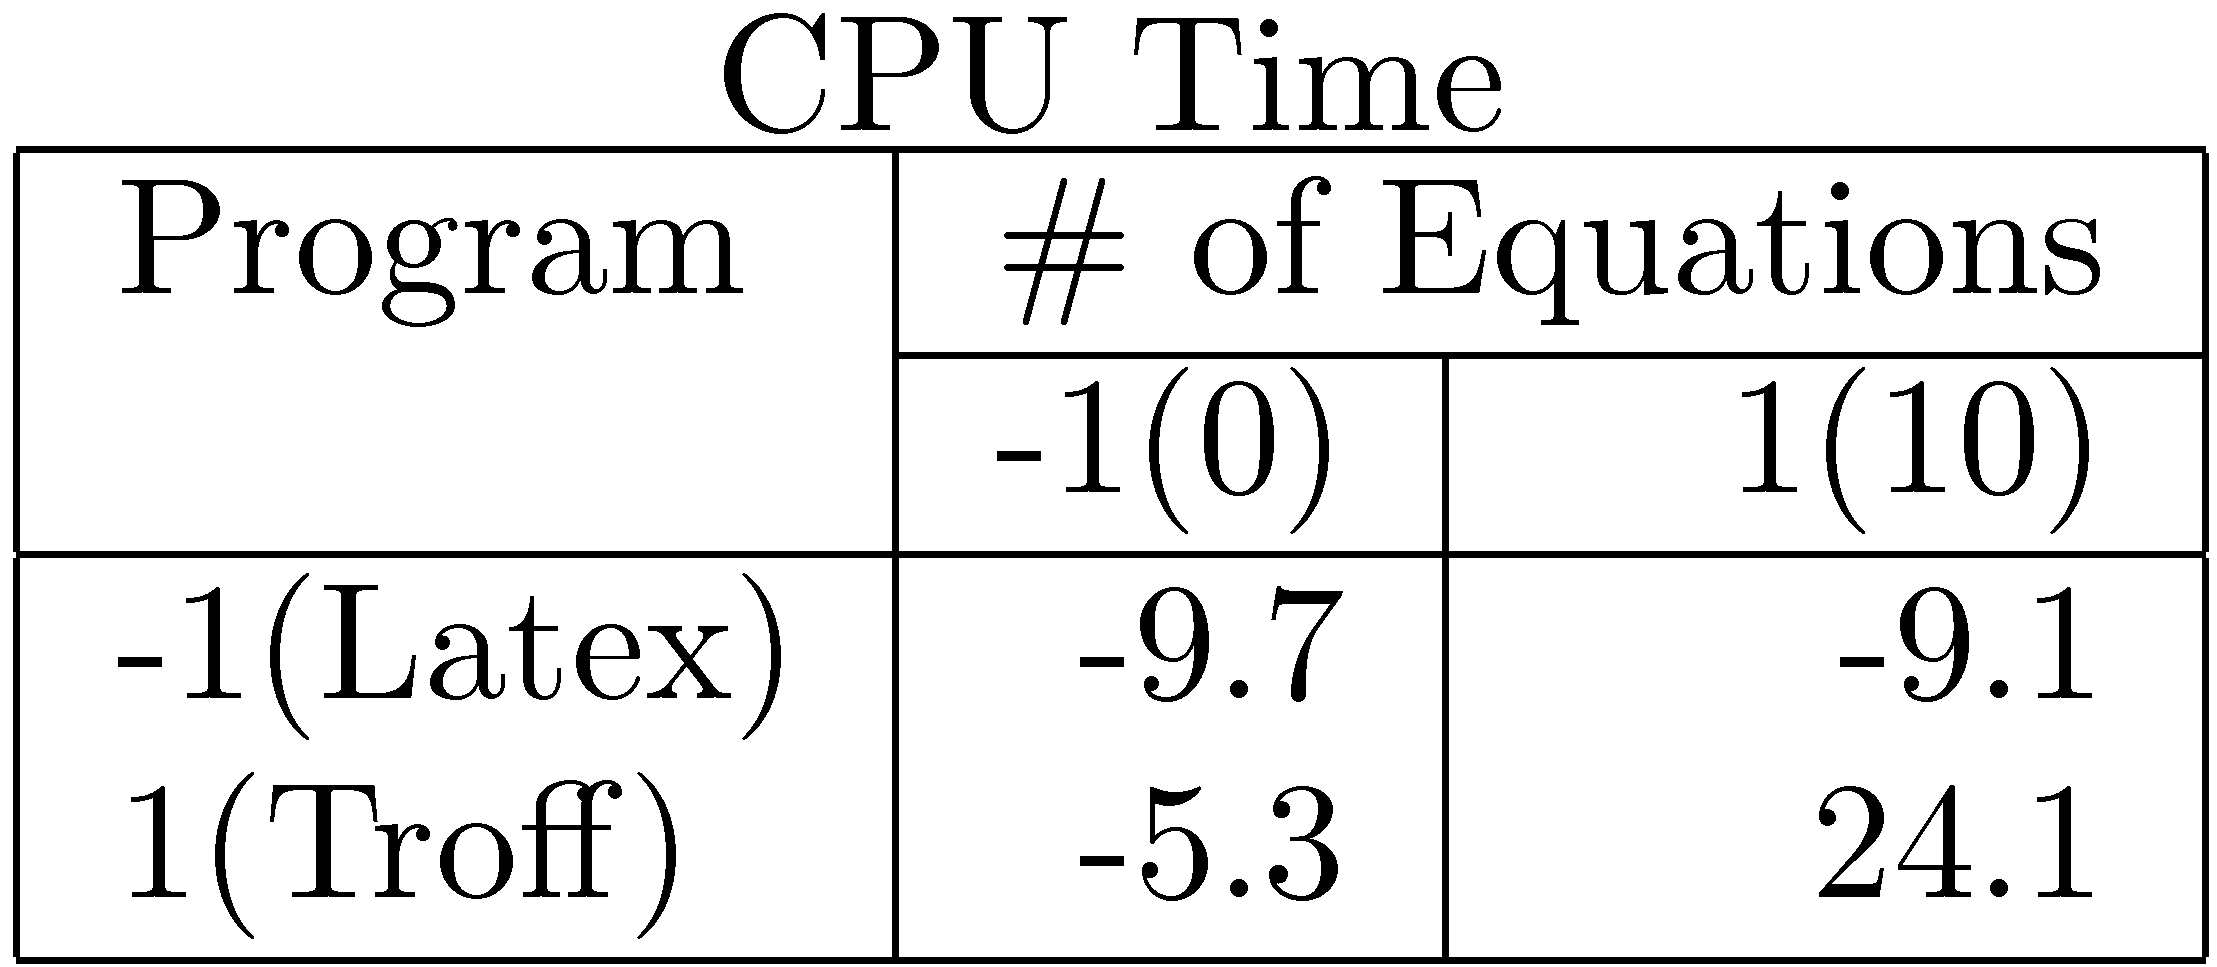 CPU Time
Program # of Equations
-1(0) 1(10)
-1(Latex) -9.7 -9.1
1(Troff) -5.3 24.1